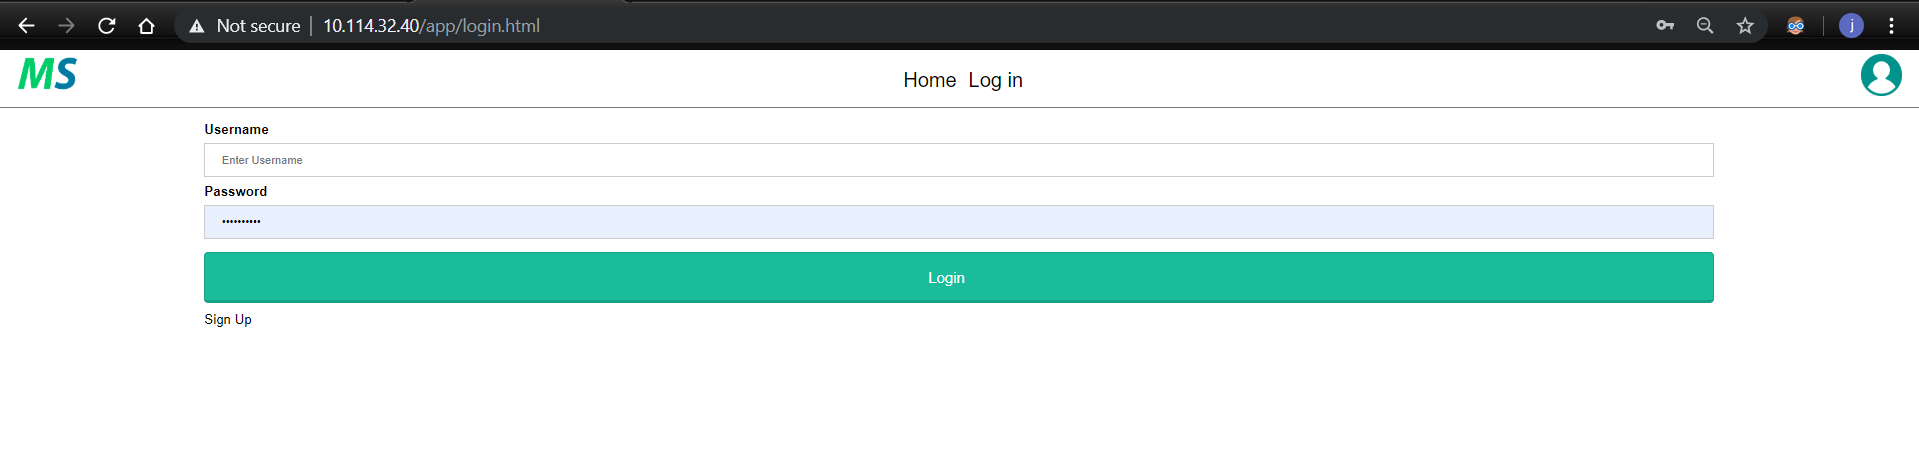 Not secure | 10.114.32.40/app/login.html
j
MS
Home Log in
Username
Enter Username
Password
••••••••••
Login
Sign Up